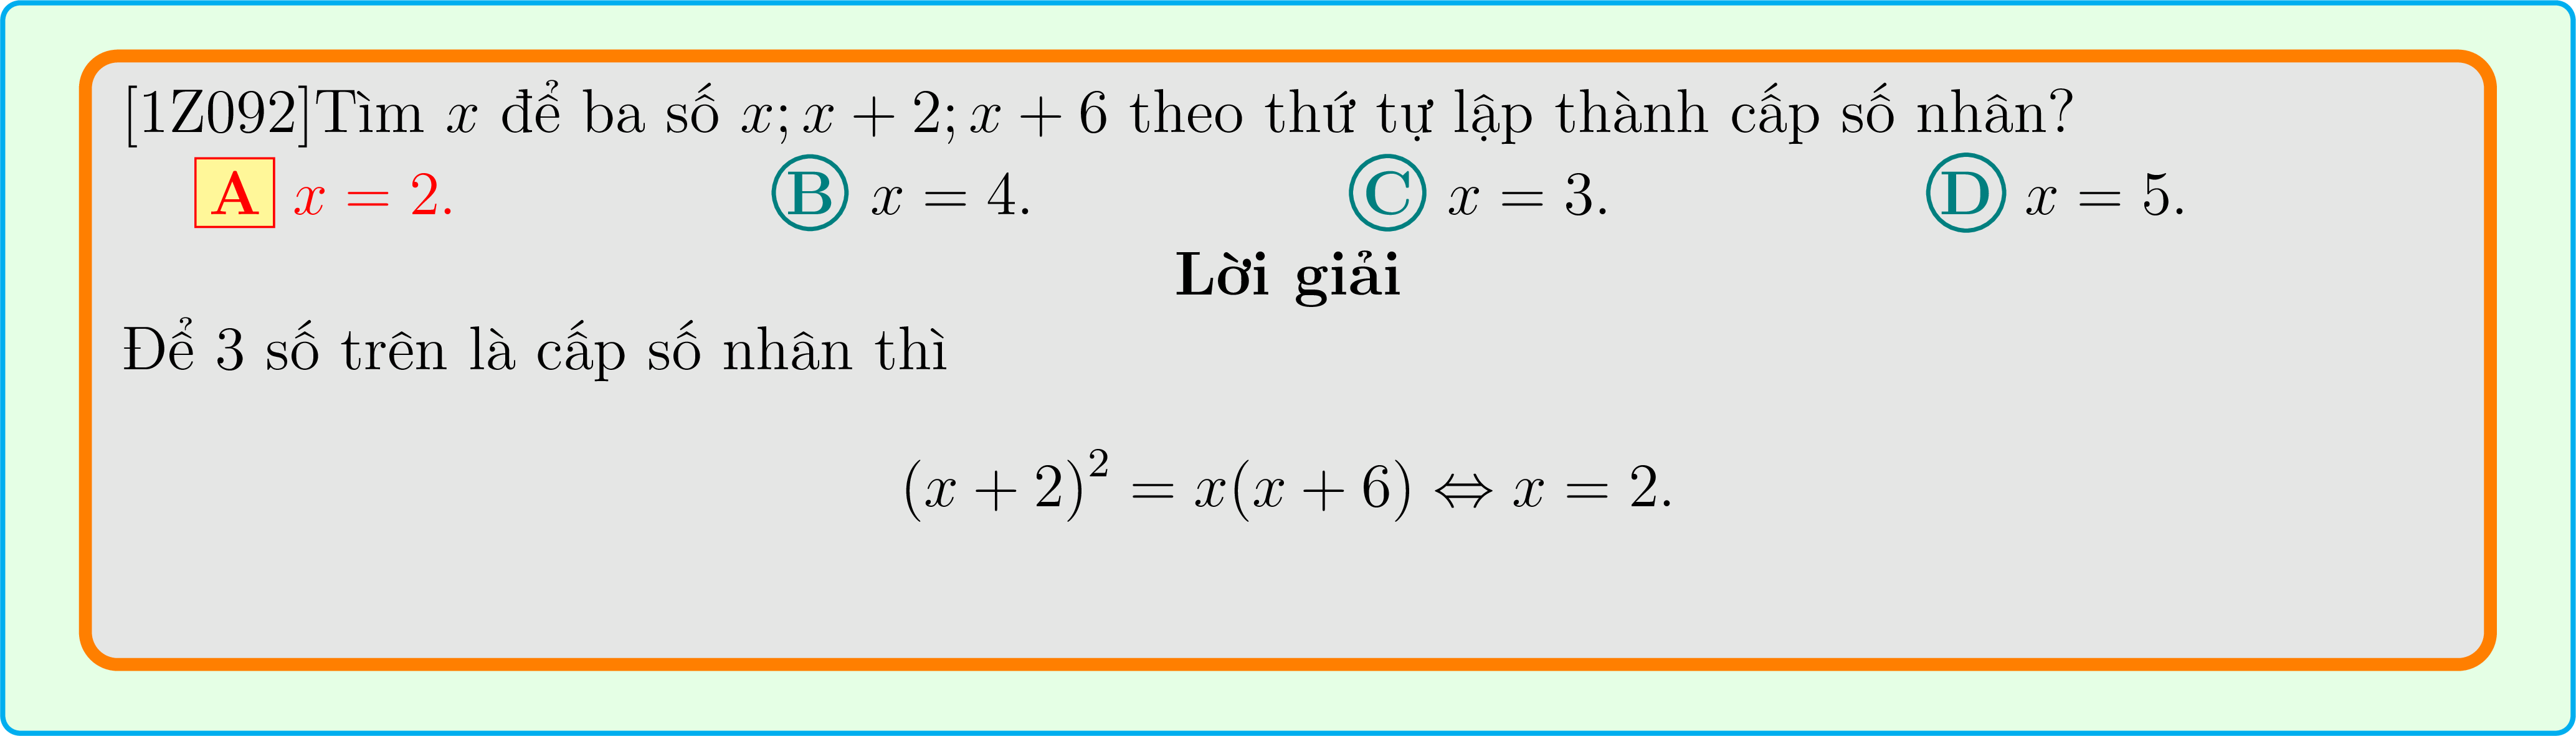 [1Z092]Tìm x để ba số x; x + 2; x + 6 theo thứ tự lập thành cấp số nhân?
A x = 2. B x = 4. C x = 3. D x = 5.
Lời giải
Để 3 số trên là cấp số nhân thì
(x + 2)² = x(x + 6) ⇔ x = 2.